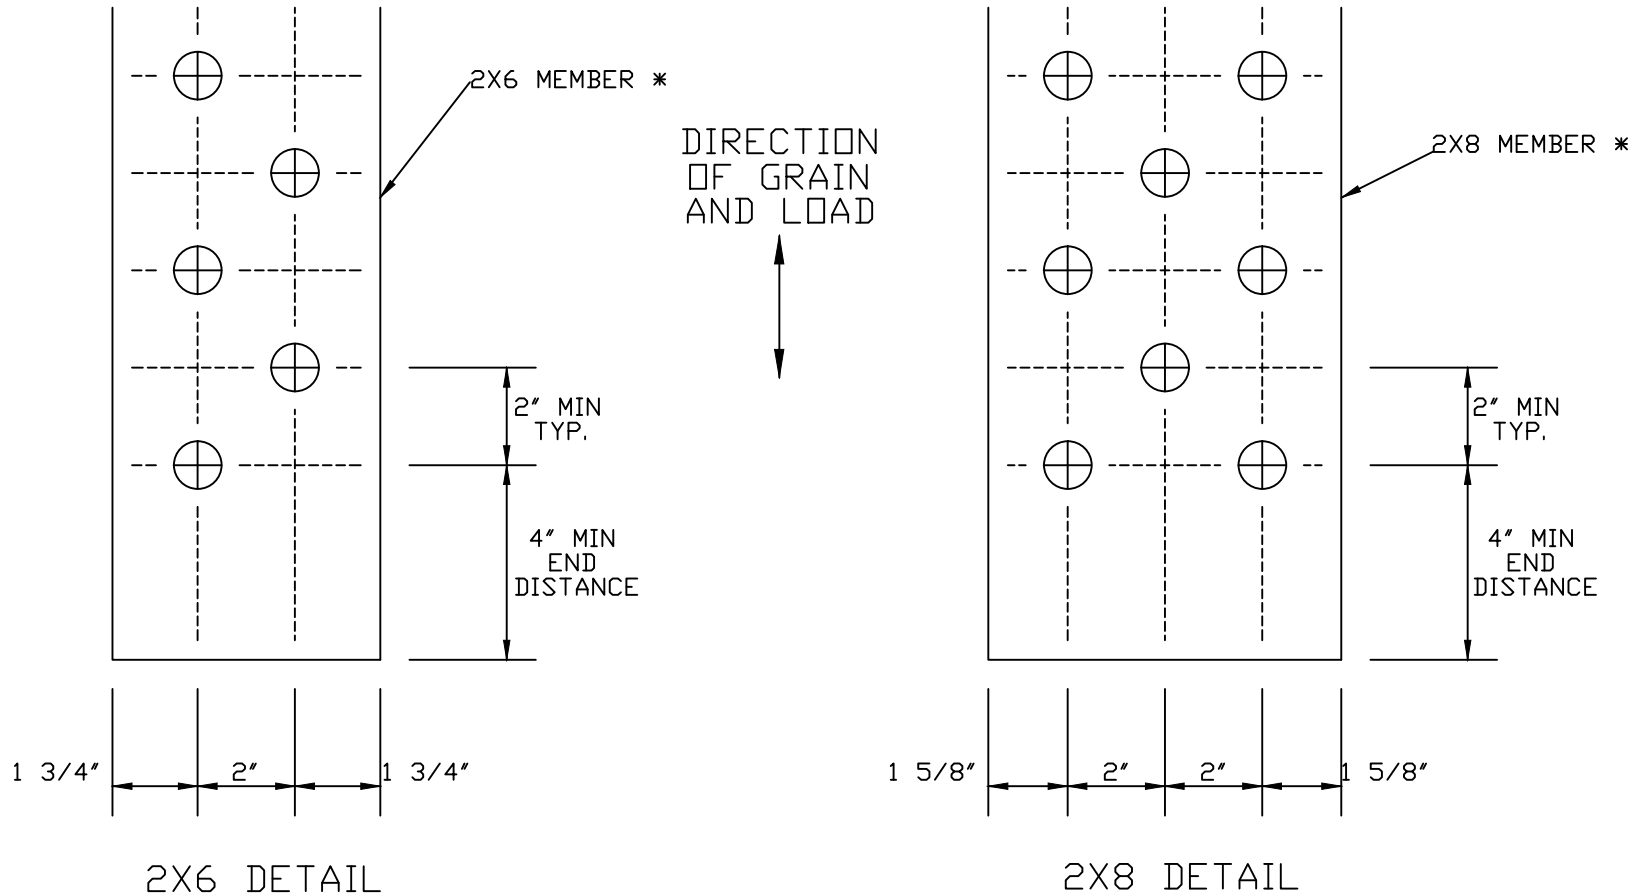 2X6 MEMBER *
DIRECTION
OF GRAIN
AND LOAD
2X8 MEMBER *
2" MIN
TYP.
4" MIN
END
DISTANCE
2" MIN
TYP.
4" MIN
END
DISTANCE
1 3/4" 2" 1 3/4"
1 5/8" 2" 2" 1 5/8"
2X6 DETAIL
2X8 DETAIL